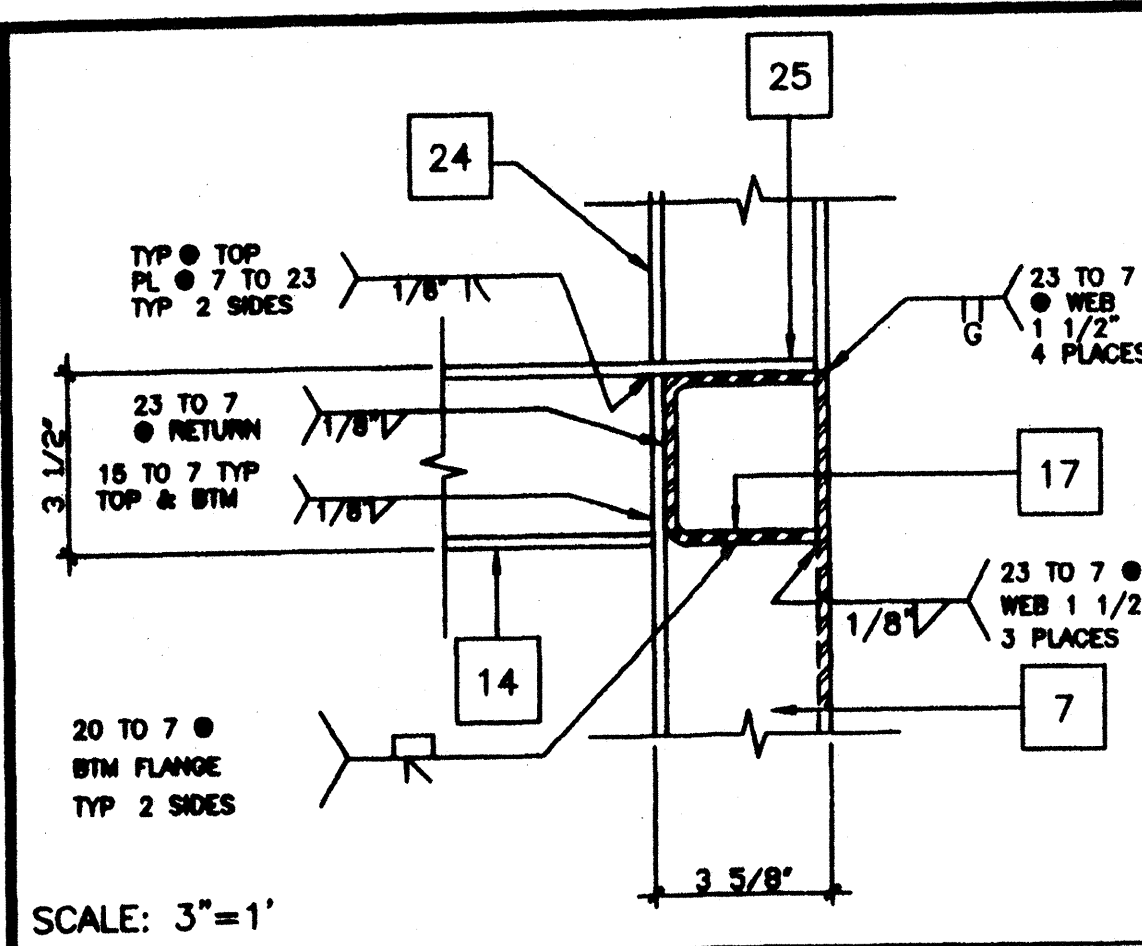 25
24
TYP @ TOP
PL @ 7 TO 23
TYP 2 SIDES
1/8"
23 TO 7
@ WEB
1 1/2"
4 PLACES
G
3 1/2"
23 TO 7
@ RETURN
1/8"
15 TO 7 TYP
TOP & BTM
1/8"
17
23 TO 7 @
WEB 1 1/2
3 PLACES
1/8"
14
7
20 TO 7 @
BTM FLANGE
TYP 2 SIDES
3 5/8"
SCALE: 3"=1'